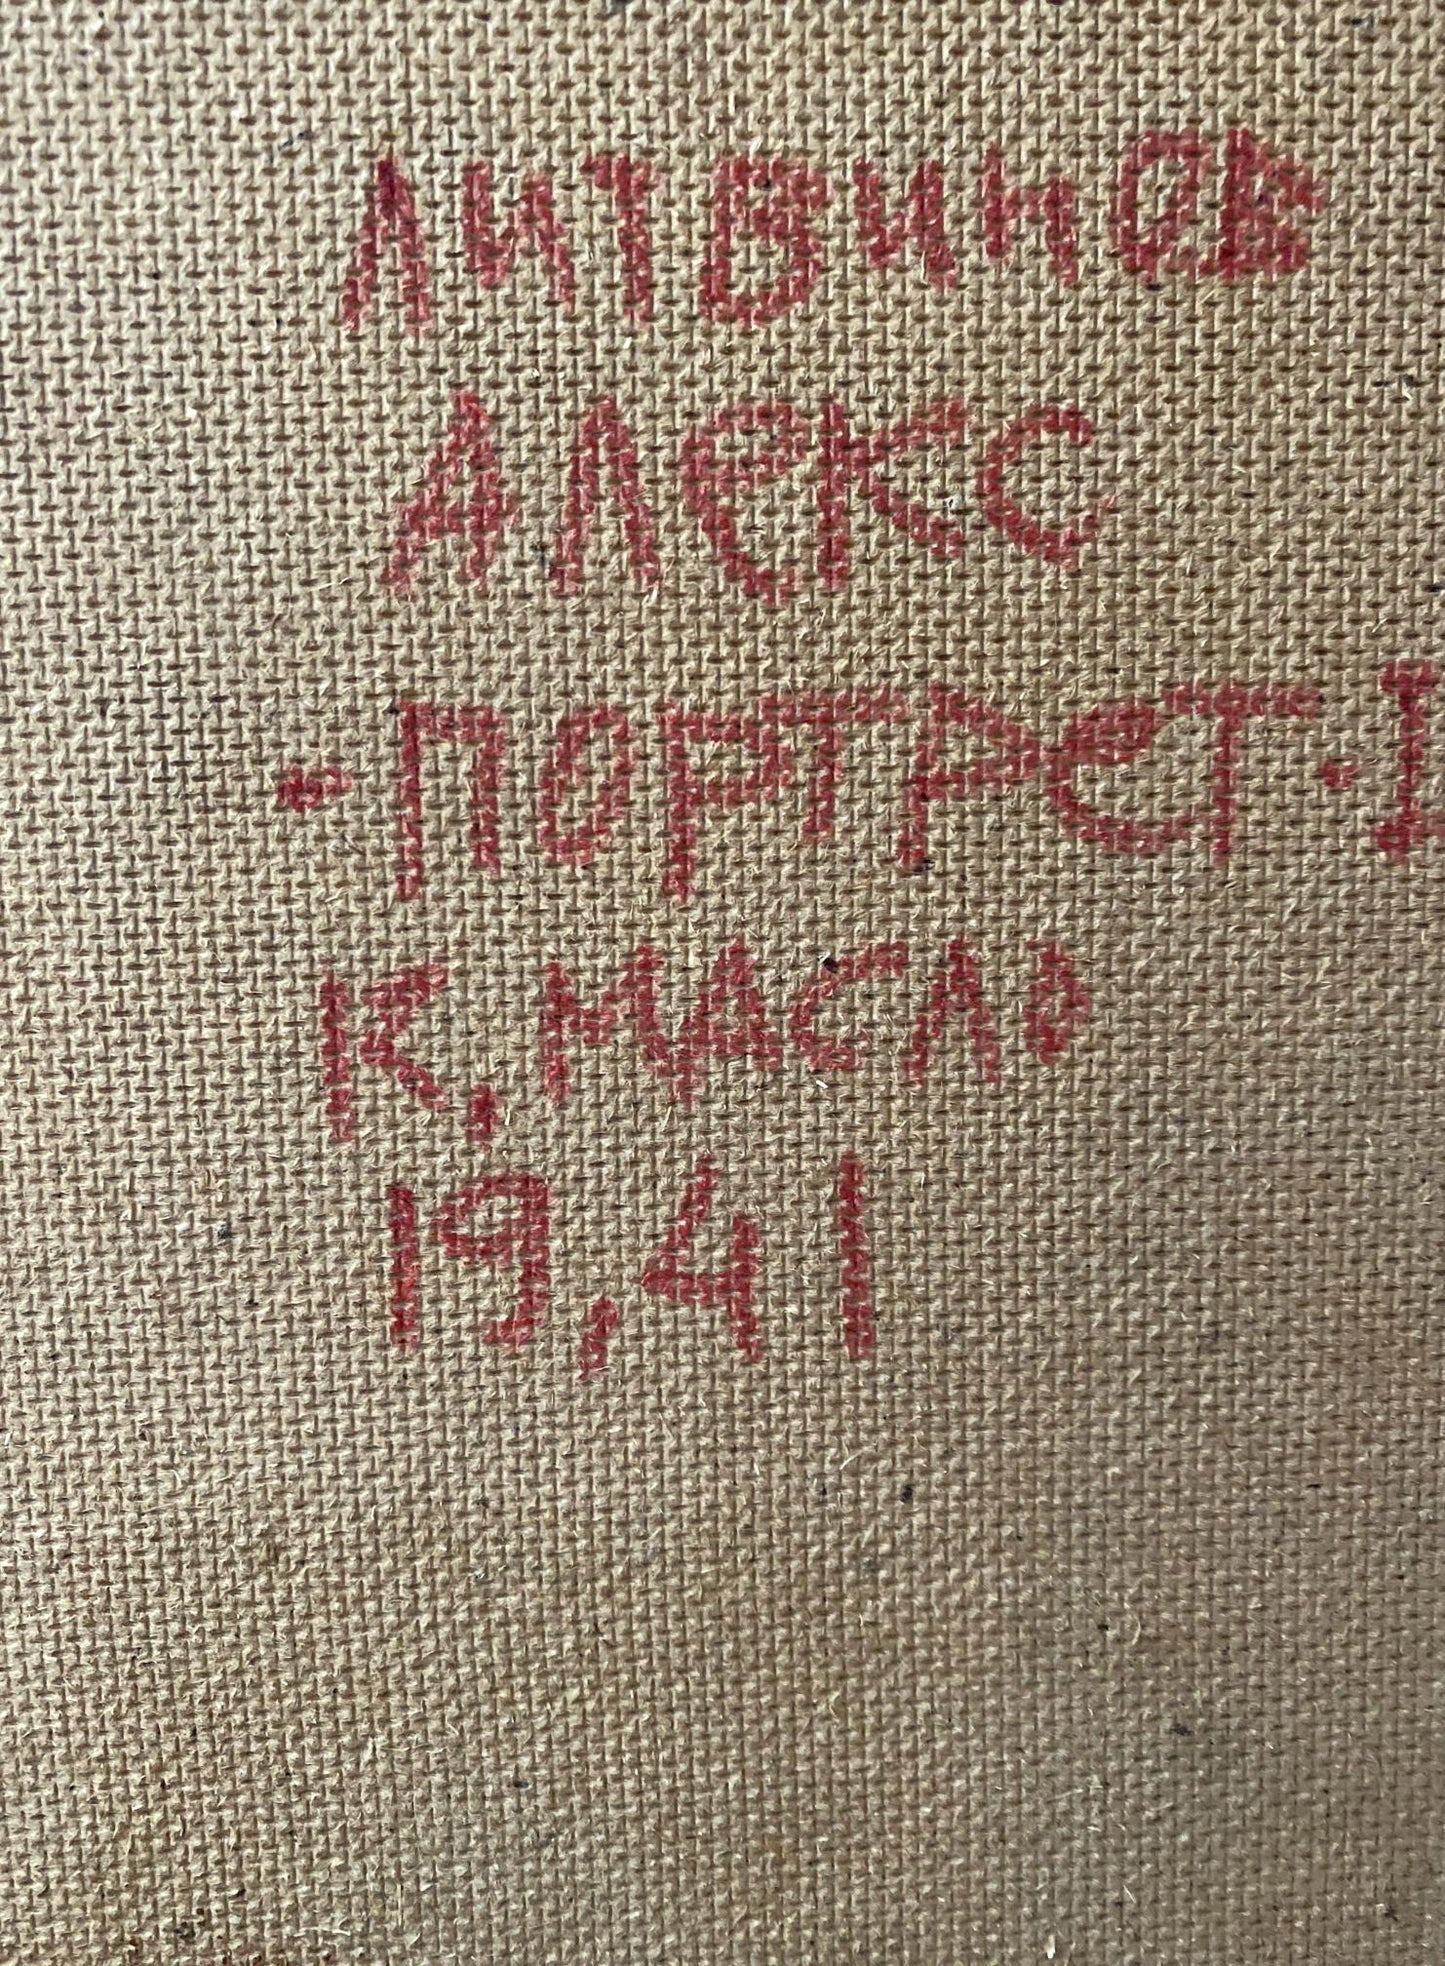 ЛИТВИНОВ
АЛЕКС
-ПОРТРЕТ-I
К, МАСЛО
19,41